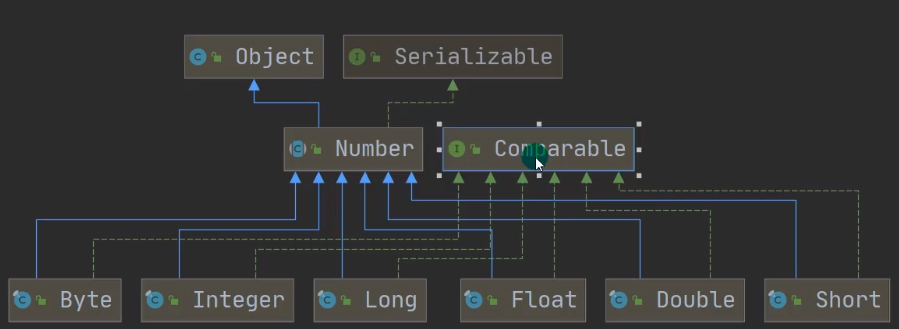 Object Serializable
Number Comparable
Byte Integer Long Float Double Short